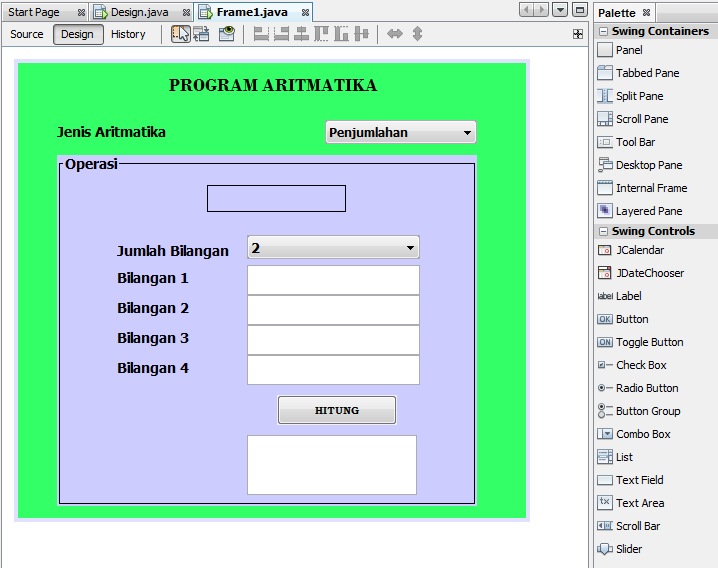 Start Page
Design.java
Frame1.java
Source
Design
History
PROGRAM ARITMATIKA
Jenis Aritmatika
Penjumlahan
Operasi
Jumlah Bilangan
2
Bilangan 1
Bilangan 2
Bilangan 3
Bilangan 4
HITUNG
Palette
Swing Containers
Panel
Tabbed Pane
Split Pane
Scroll Pane
Tool Bar
Desktop Pane
Internal Frame
Layered Pane
Swing Controls
JCalendar
JDateChooser
label Label
OK Button
ON Toggle Button
Check Box
Radio Button
Button Group
Combo Box
List
Text Field
tx Text Area
Scroll Bar
Slider